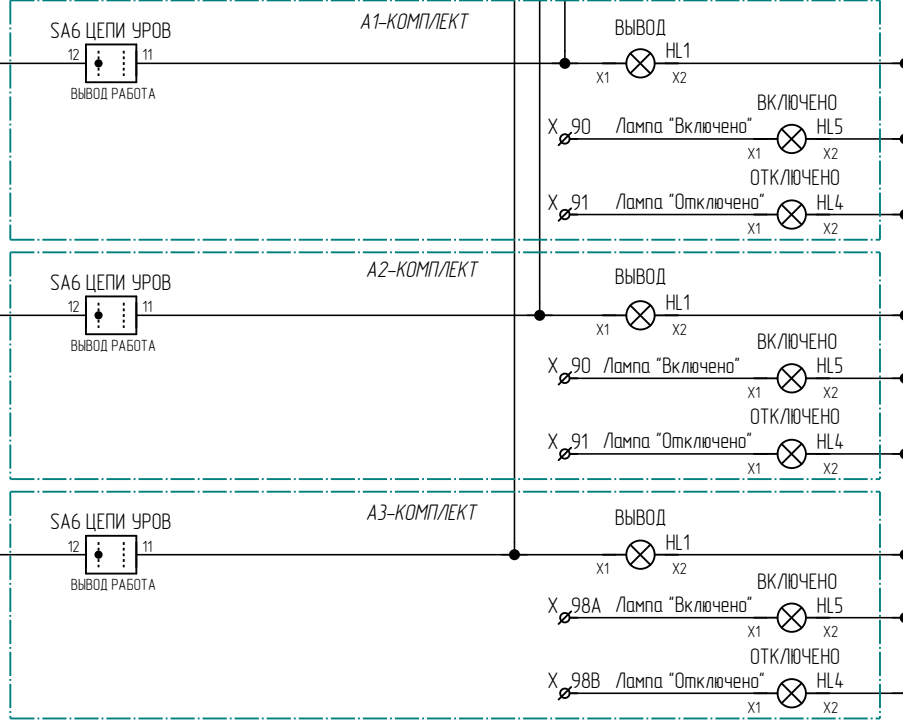 А1-КОМПЛЕКТ
SA6 ЦЕПИ УРОВ
12 11
ВЫВОД РАБОТА
ВЫВОД
HL1
X1 X2
ВКЛЮЧЕНО
X 90 Лампа "Включено" HL5
X1 X2
ОТКЛЮЧЕНО
X 91 Лампа "Отключено" HL4
X1 X2
А2-КОМПЛЕКТ
SA6 ЦЕПИ УРОВ
12 11
ВЫВОД РАБОТА
ВЫВОД
HL1
X1 X2
ВКЛЮЧЕНО
X 90 Лампа "Включено" HL5
X1 X2
ОТКЛЮЧЕНО
X 91 Лампа "Отключено" HL4
X1 X2
А3-КОМПЛЕКТ
SA6 ЦЕПИ УРОВ
12 11
ВЫВОД РАБОТА
ВЫВОД
HL1
X1 X2
ВКЛЮЧЕНО
X 98A Лампа "Включено" HL5
X1 X2
ОТКЛЮЧЕНО
X 98B Лампа "Отключено" HL4
X1 X2